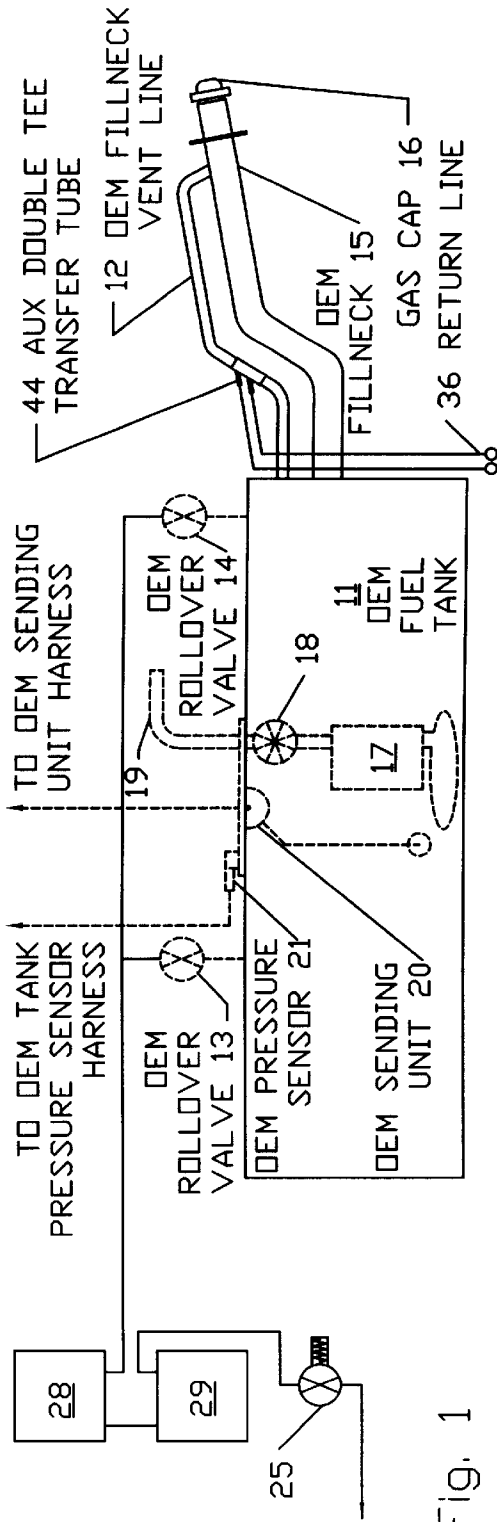 44 AUX DOUBLE TEE
TRANSFER TUBE
12 OEM FILLNECK
VENT LINE
TO OEM SENDING
UNIT HARNESS
TO OEM TANK
PRESSURE SENSOR
HARNESS
28
29
25
19
OEM
ROLLOVER
VALVE 13
OEM
ROLLOVER
VALVE 14
18
OEM PRESSURE
SENSOR 21
OEM SENDING
UNIT 20
17
11
OEM
FUEL
TANK
OEM
FILLNECK 15
GAS CAP 16
36 RETURN LINE
Fig. 1